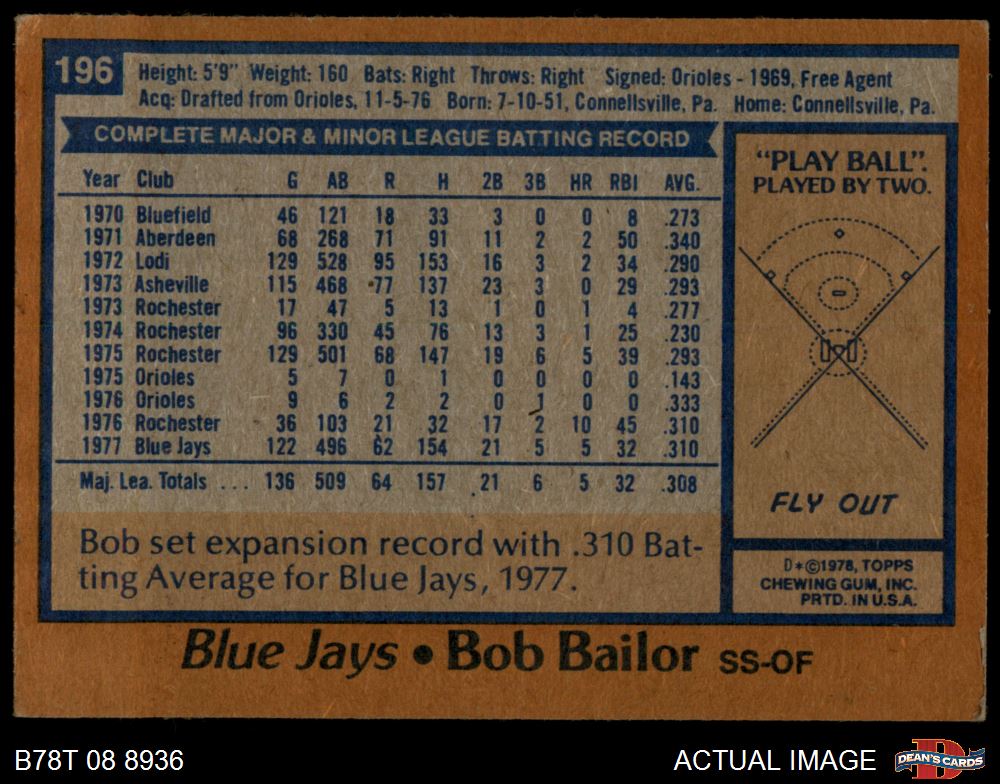 196
Height: 5'9" Weight: 160 Bats: Right Throws: Right Signed: Orioles - 1969, Free Agent
Acq: Drafted from Orioles, 11-5-76 Born: 7-10-51, Connellsville, Pa. Home: Connellsville, Pa.
COMPLETE MAJOR & MINOR LEAGUE BATTING RECORD
Year Club G AB R H 2B 3B HR RBI AVG.
1970 Bluefield 46 121 18 33 3 0 0 8 .273
1971 Aberdeen 68 268 71 91 11 2 2 50 .340
1972 Lodi 129 528 95 153 16 3 2 34 .290
1973 Asheville 115 468 77 137 23 3 0 29 .293
1973 Rochester 17 47 5 13 1 0 1 4 .277
1974 Rochester 96 330 45 76 13 3 1 25 .230
1975 Rochester 129 501 68 147 19 6 5 39 .293
1975 Orioles 5 7 0 1 0 0 0 0 .143
1976 Orioles 9 6 2 2 0 1 0 0 .333
1976 Rochester 36 103 21 32 17 2 10 45 .310
1977 Blue Jays 122 496 62 154 21 5 5 32 .310
Maj. Lea. Totals ... 136 509 64 157 21 6 5 32 .308
Bob set expansion record with .310 Bat-
ting Average for Blue Jays, 1977.
"PLAY BALL".
PLAYED BY TWO.
FLY OUT
D*©1978, TOPPS
CHEWING GUM, INC.
PRTD. IN U.S.A.
Blue Jays • Bob Bailor SS-OF
B78T 08 8936
ACTUAL IMAGE
D
DEAN'S CARDS